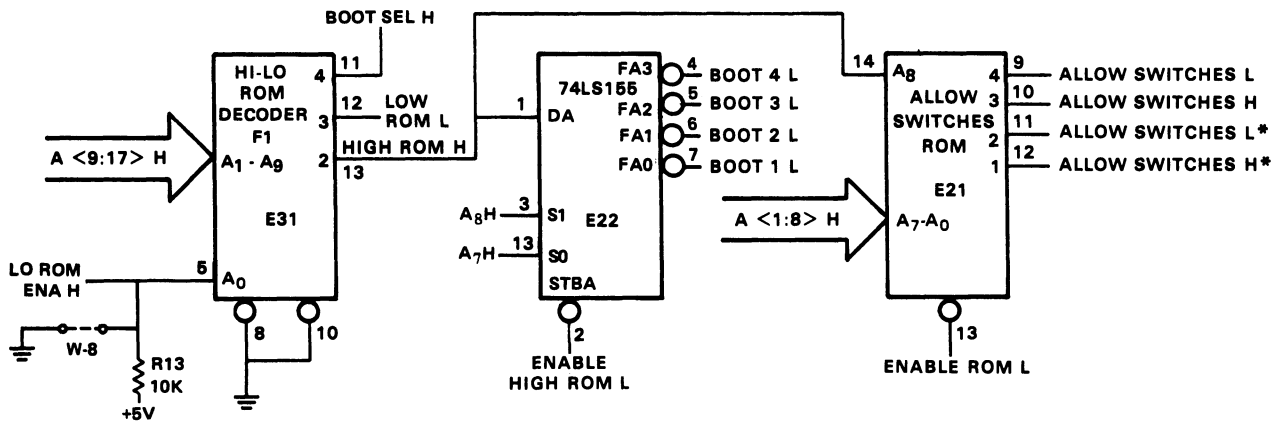 BOOT SEL H
HI-LO
ROM
DECODER
F1
A1 - A9
E31
A0
4
3
2
11
12
13
LOW
ROM L
HIGH ROM H
A <9:17> H
LO ROM
ENA H
5
8
10
W-8
R13
10K
+5V
74LS155
DA
1
FA3
FA2
FA1
FA0
4
5
6
7
BOOT 4 L
BOOT 3 L
BOOT 2 L
BOOT 1 L
A8H
3
S1
A7H
13
S0
E22
STBA
2
ENABLE
HIGH ROM L
14
A8
ALLOW
SWITCHES
ROM
E21
A7-A0
A <1:8> H
4
3
2
1
9
10
11
12
ALLOW SWITCHES L
ALLOW SWITCHES H
ALLOW SWITCHES L*
ALLOW SWITCHES H*
13
ENABLE ROM L